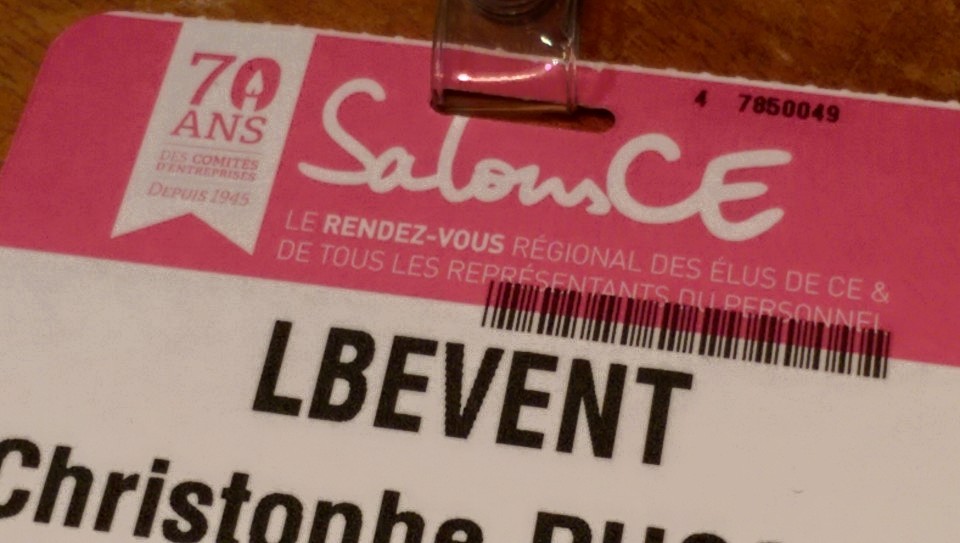 70
ANS
DES COMITÉS
D'ENTREPRISES
DEPUIS 1945
4 7850049
SalonsCE
LE RENDEZ-VOUS RÉGIONAL DES ÉLUS DE CE &
DE TOUS LES REPRÉSENTANTS DU PERSONNEL
LBEVENT
Christophe